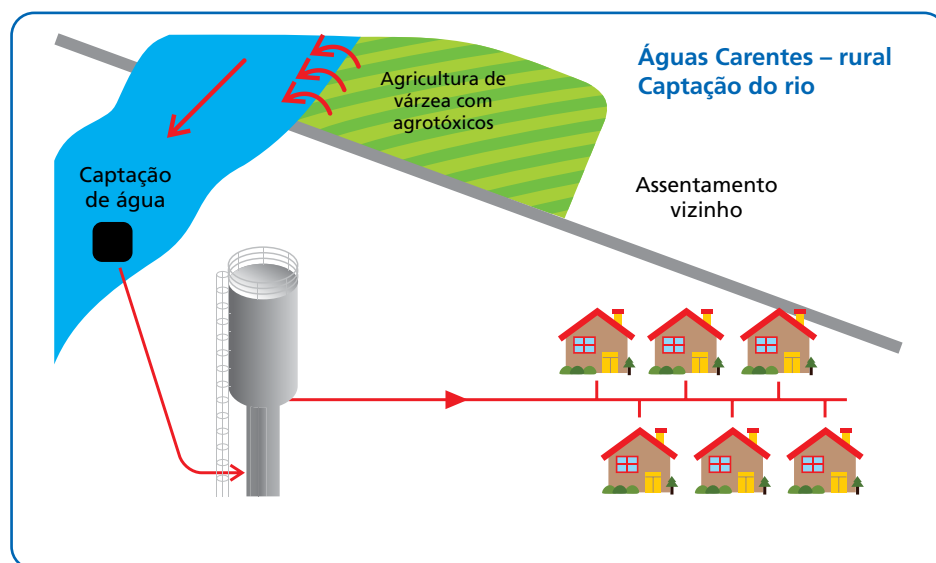 Águas Carentes – rural
Captação do rio
Agricultura de
várzea com
agrotóxicos
Captação
de água
Assentamento
vizinho